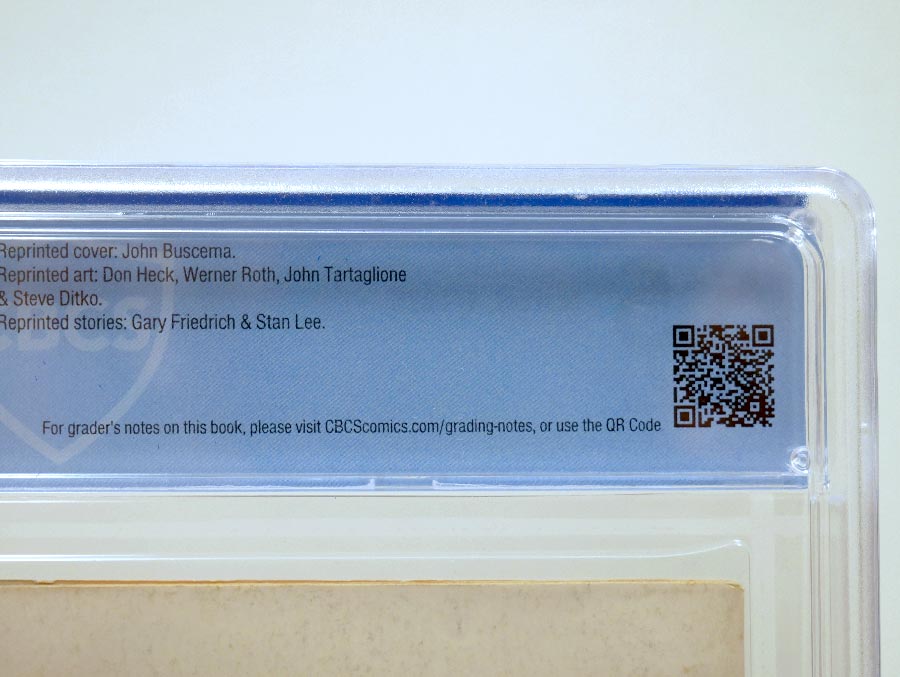 Reprinted cover: John Buscema.
Reprinted art: Don Heck, Werner Roth, John Tartaglione
& Steve Ditko.
Reprinted stories: Gary Friedrich & Stan Lee.
CBCS
For grader's notes on this book, please visit CBCScomics.com/grading-notes, or use the QR Code